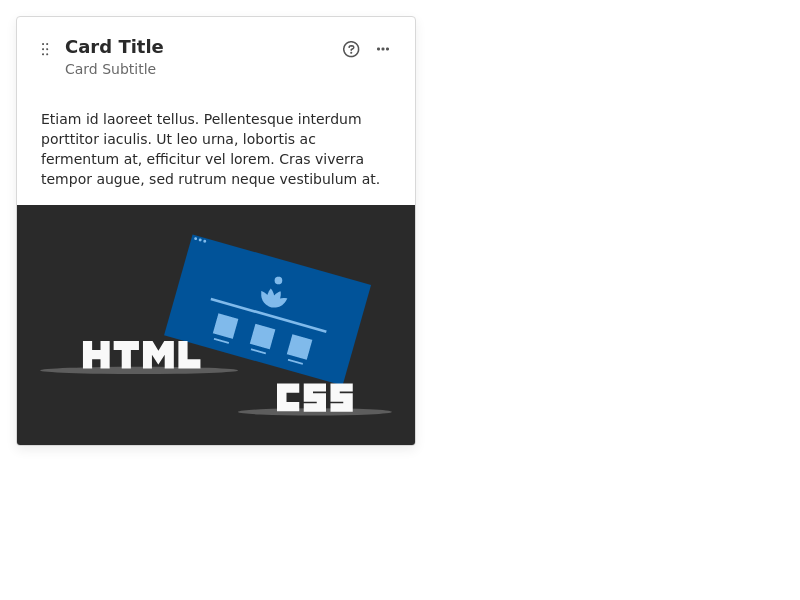 Card Title
Card Subtitle
Etiam id laoreet tellus. Pellentesque interdum
porttitor iaculis. Ut leo urna, lobortis ac
fermentum at, efficitur vel lorem. Cras viverra
tempor augue, sed rutrum neque vestibulum at.
HTML
CSS